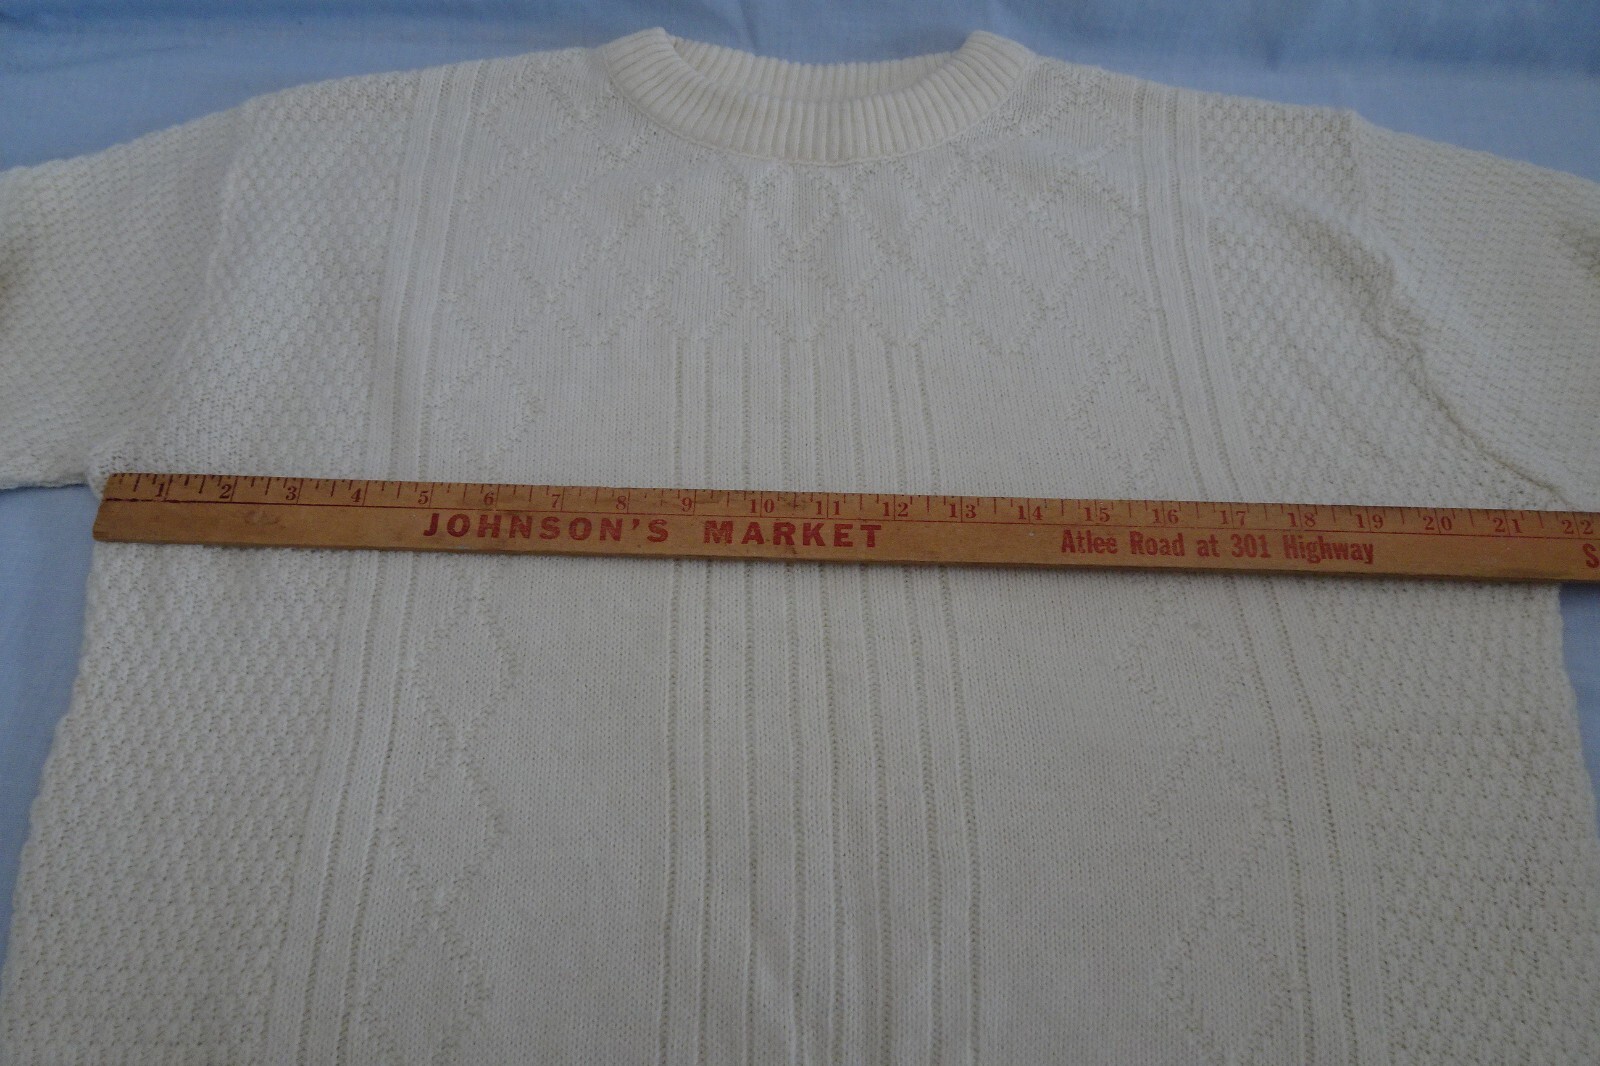 1 2 3 4 5 6 7 8 9 10 11 12 13 14 15 16 17 18 19 20 21 22
JOHNSON'S MARKET Atlee Road at 301 Highway S